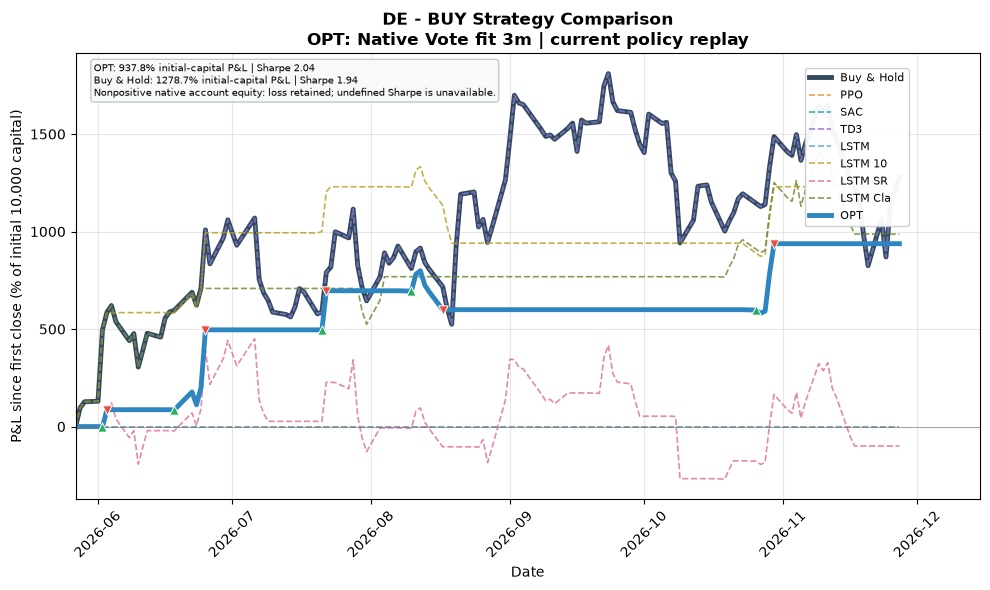 DE - BUY Strategy Comparison
OPT: Native Vote fit 3m | current policy replay
OPT: 937.8% initial-capital P&L | Sharpe 2.04
Buy & Hold: 1278.7% initial-capital P&L | Sharpe 1.94
Nonpositive native account equity: loss retained; undefined Sharpe is unavailable.
Buy & Hold
PPO
SAC
TD3
LSTM
LSTM 10
LSTM SR
LSTM Cla
OPT
P&L since first close (% of initial 10,000 capital)
1500
1000
500
0
2026-06
2026-07
2026-08
2026-09
2026-10
2026-11
2026-12
Date